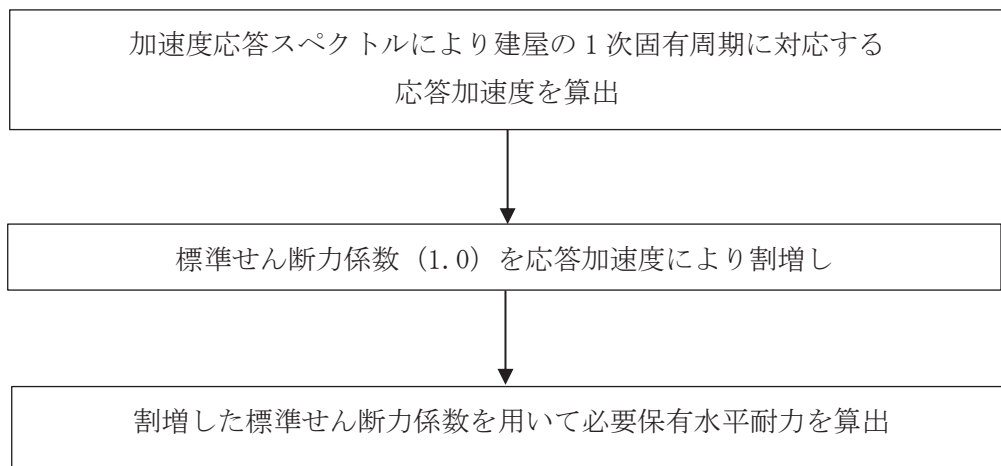 加速度応答スペクトルにより建屋の 1 次固有周期に対応する
応答加速度を算出
標準せん断力係数（1.0）を応答加速度により割増し
割増した標準せん断力係数を用いて必要保有水平耐力を算出